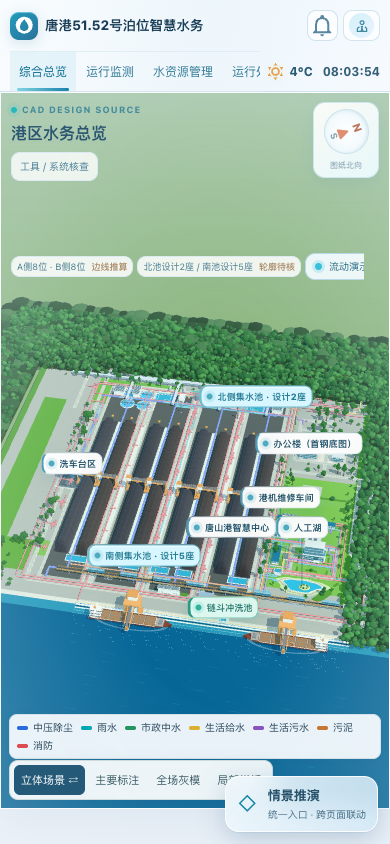 唐港51.52号泊位智慧水务
综合总览 运行监测 水资源管理 4°C 08:03:54
CAD DESIGN SOURCE
港区水务总览
工具 / 系统核查
N
S
图纸北向
A侧8位 · B侧8位 边线推算 北池设计2座 / 南池设计5座 轮廓待核 流动演示
北侧集水池 · 设计2座
办公楼（首钢底图）
洗车台区
港机维修车间
唐山港智慧中心 人工湖
南侧集水池 · 设计5座
链斗冲洗池
中压除尘 雨水 市政中水 生活给水 生活污水 污泥
消防
立体场景 主要标注 全场灰模
情景推演
统一入口 · 跨页面联动